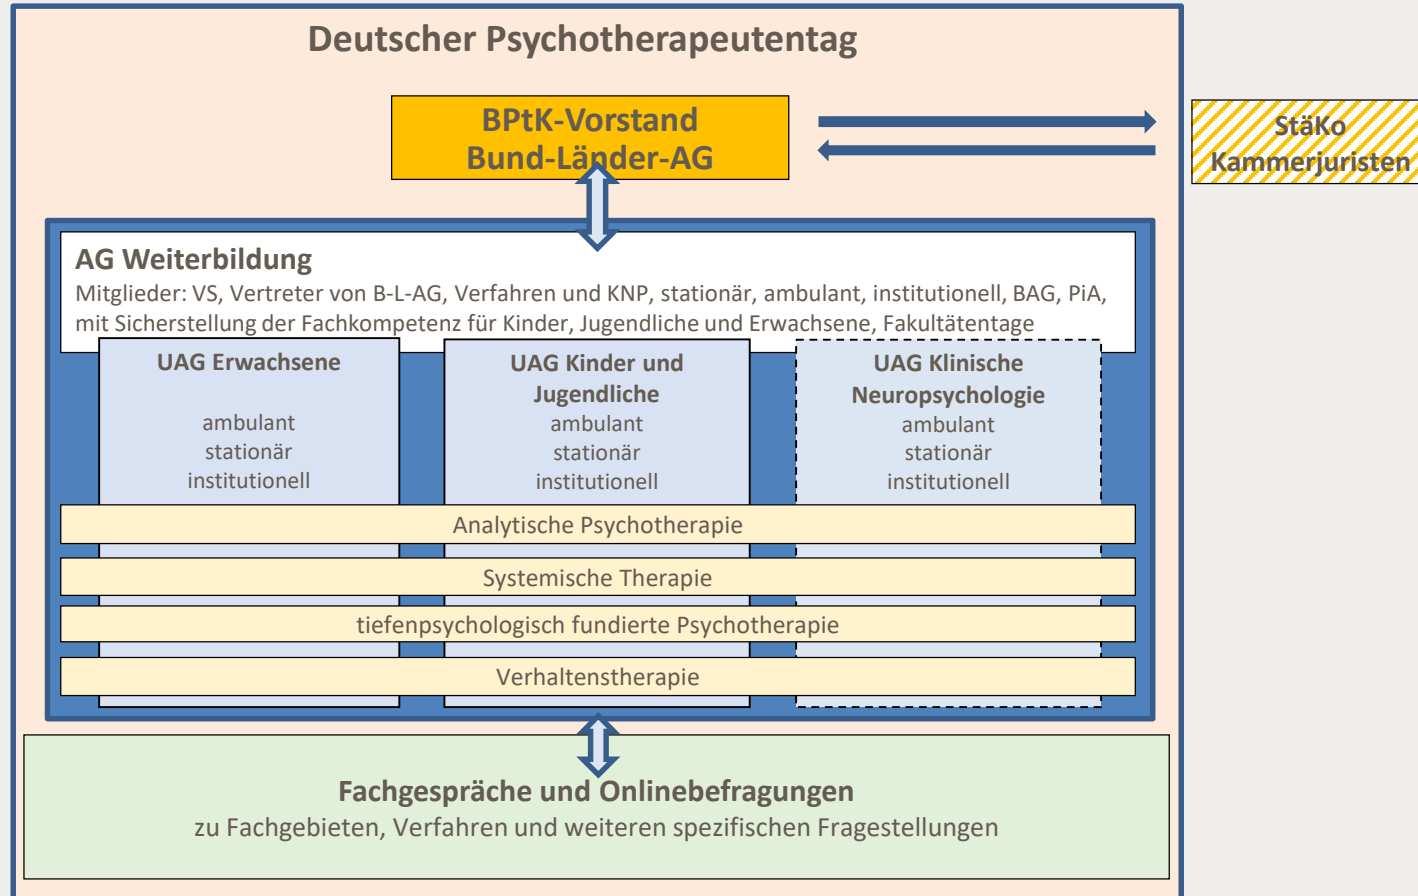 Deutscher Psychotherapeutentag
BPtK-Vorstand
Bund-Länder-AG
StäKo
Kammerjuristen
AG Weiterbildung
Mitglieder: VS, Vertreter von B-L-AG, Verfahren und KNP, stationär, ambulant, institutionell, BAG, PiA,
mit Sicherstellung der Fachkompetenz für Kinder, Jugendliche und Erwachsene, Fakultätentage
UAG Erwachsene
ambulant
stationär
institutionell
UAG Kinder und
Jugendliche
ambulant
stationär
institutionell
UAG Klinische
Neuropsychologie
ambulant
stationär
institutionell
Analytische Psychotherapie
Systemische Therapie
tiefenpsychologisch fundierte Psychotherapie
Verhaltenstherapie
Fachgespräche und Onlinebefragungen
zu Fachgebieten, Verfahren und weiteren spezifischen Fragestellungen